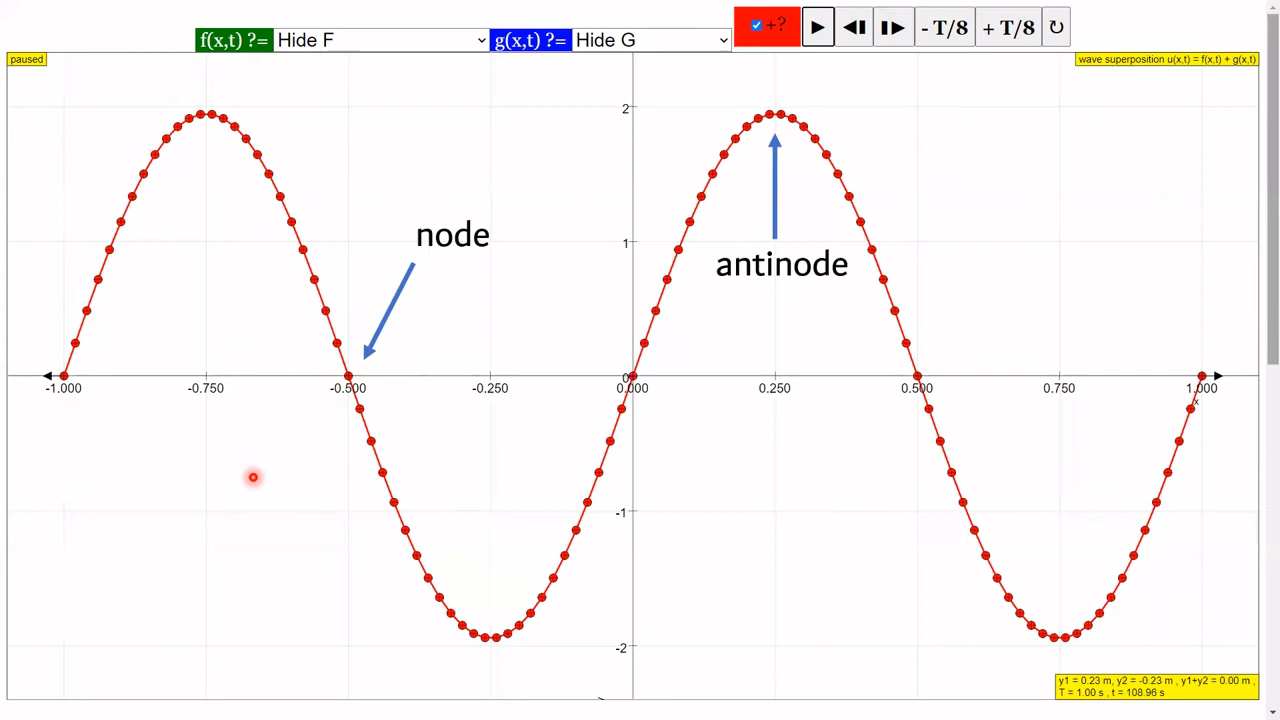 +?
- T/8
+ T/8
f(x,t) ?=
Hide F
g(x,t) ?=
Hide G
paused
wave superposition u(x,t) = f(x,t) + g(x,t)
2
node
1
antinode
0
-1.000
-0.750
-0.500
-0.250
0.000
0.250
0.500
0.750
1.000
x
-1
-2
y1 = 0.23 m, y2 = -0.23 m , y1+y2 = 0.00 m ,
T = 1.00 s , t = 108.96 s